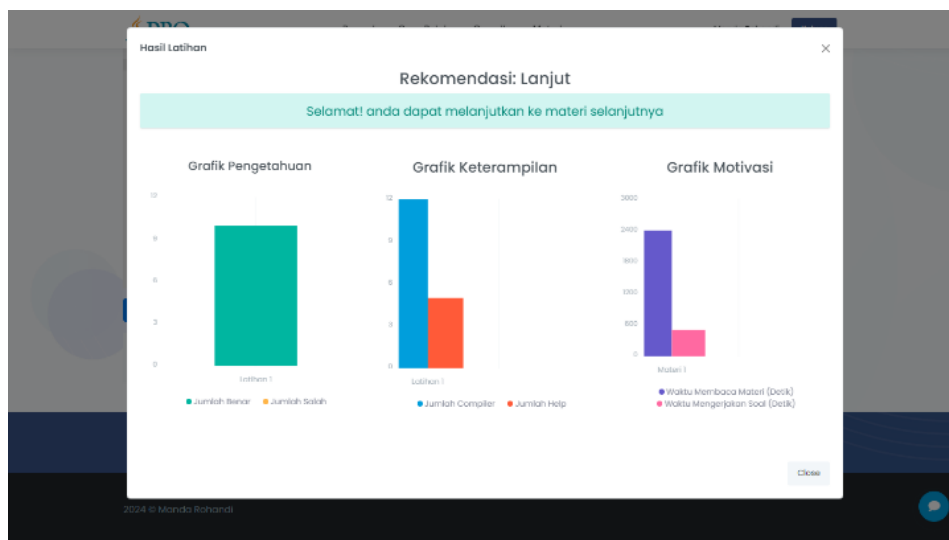 Hasil Latihan
Rekomendasi: Lanjut
Selamat! anda dapat melanjutkan ke materi selanjutnya
Grafik Pengetahuan
12
9
6
3
0
Latihan 1
Jumlah Benar
Jumlah Salah
Grafik Keterampilan
12
9
6
3
0
Latihan 1
Jumlah Compiler
Jumlah Help
Grafik Motivasi
3000
2400
1800
1200
600
0
Materi 1
Waktu Membaca Materi (Detik)
Waktu Mengerjakan Soal (Detik)
Close
2024 © Manda Rohandi